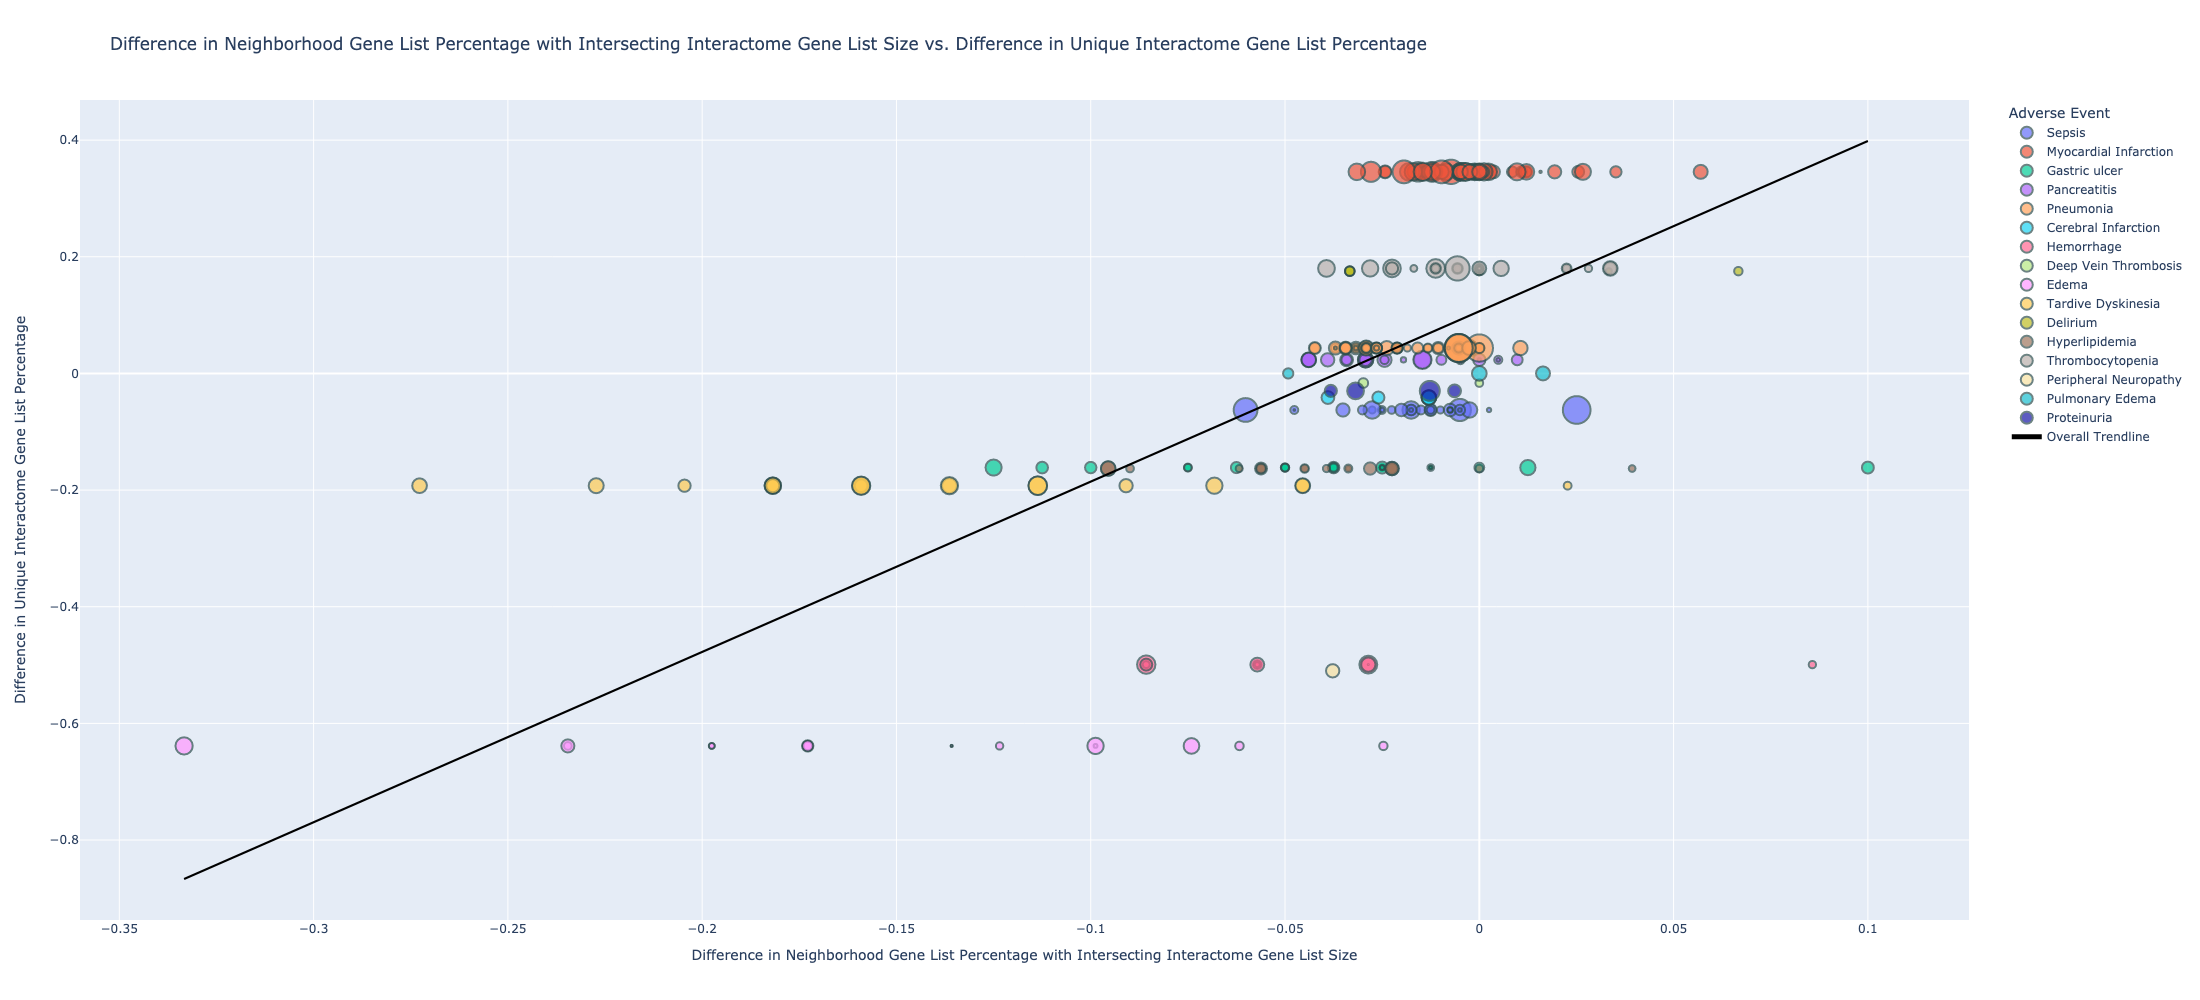 Difference in Neighborhood Gene List Percentage with Intersecting Interactome Gene List Size vs. Difference in Unique Interactome Gene List Percentage
Adverse Event
Sepsis
Myocardial Infarction
Gastric ulcer
Pancreatitis
Pneumonia
Cerebral Infarction
Hemorrhage
Deep Vein Thrombosis
Edema
Tardive Dyskinesia
Delirium
Hyperlipidemia
Thrombocytopenia
Peripheral Neuropathy
Pulmonary Edema
Proteinuria
Overall Trendline
Difference in Unique Interactome Gene List Percentage
0.4
0.2
0
−0.2
−0.4
−0.6
−0.8
−0.35
−0.3
−0.25
−0.2
−0.15
−0.1
−0.05
0
0.05
0.1
Difference in Neighborhood Gene List Percentage with Intersecting Interactome Gene List Size